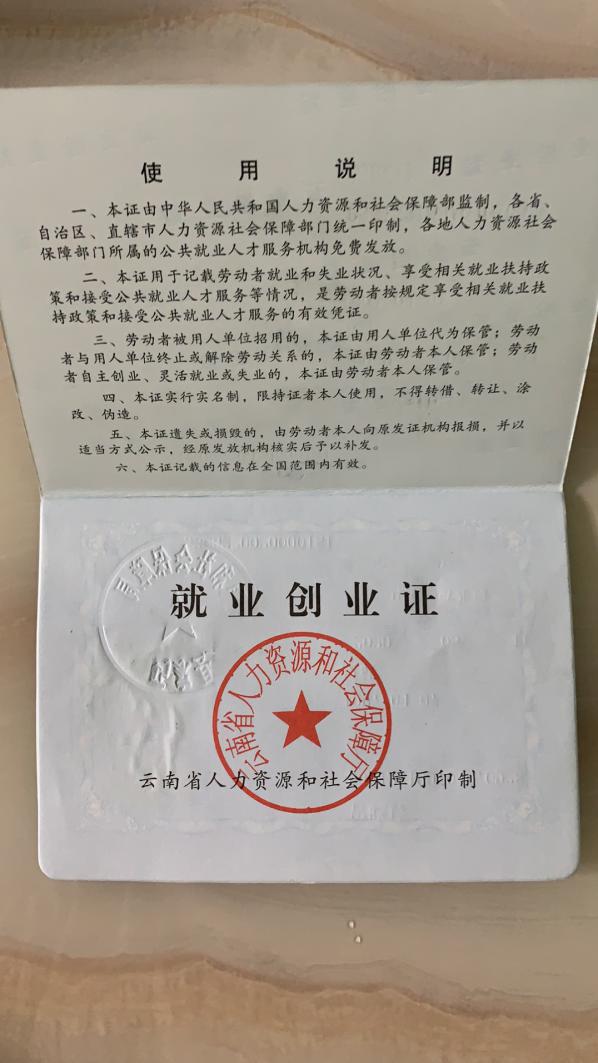 使用说明
一、本证由中华人民共和国人力资源和社会保障部监制，各省、
自治区、直辖市人力资源社会保障部门统一印制，各地人力资源社会
保障部门所属的公共就业人才服务机构免费发放。
二、本证用于记载劳动者就业和失业状况、享受相关就业扶持政
策和接受公共就业人才服务等情况，是劳动者按规定享受相关就业扶
持政策和接受公共就业人才服务的有效凭证。
三、劳动者被用人单位招用的，本证由用人单位代为保管；劳动
者与用人单位终止或解除劳动关系的，本证由劳动者本人保管；劳动
者自主创业、灵活就业或失业的，本证由劳动者本人保管。
四、本证实行实名制，限持证者本人使用，不得转借、转让、涂
改、伪造。
五、本证遗失或损毁的，由劳动者本人向原发证机构报损，并以
适当方式公示，经原发放机构核实后予以补发。
六、本证记载的信息在全国范围内有效。
就业创业证
云南省人力资源和社会保障厅
云南省人力资源和社会保障厅印制